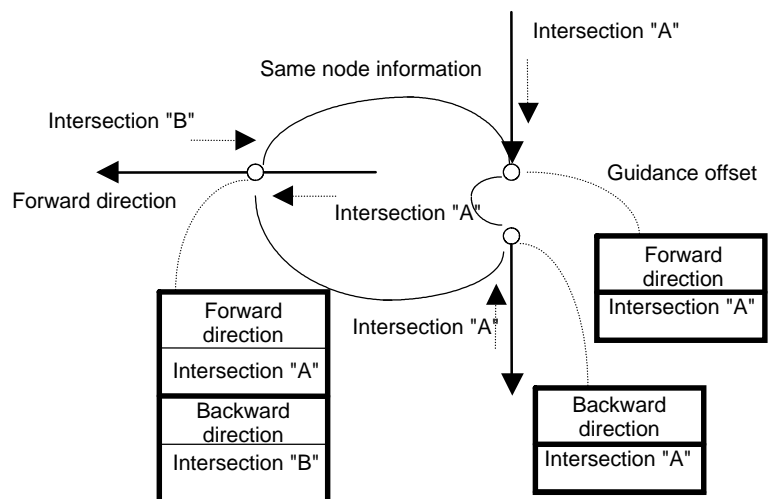 Intersection "A"
Same node information
Intersection "B"
Forward direction
Intersection "A"
Guidance offset
Forward
direction
Intersection "A"
Intersection "A"
Forward
direction
Intersection "A"
Backward
direction
Intersection "B"
Backward
direction
Intersection "A"